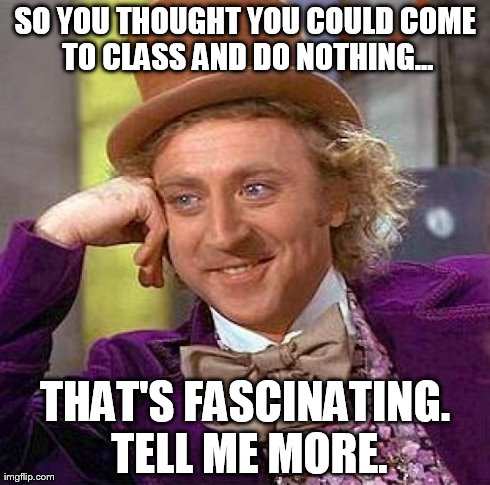 SO YOU THOUGHT YOU COULD COME
TO CLASS AND DO NOTHING...
THAT'S FASCINATING.
TELL ME MORE.
imgflip.com